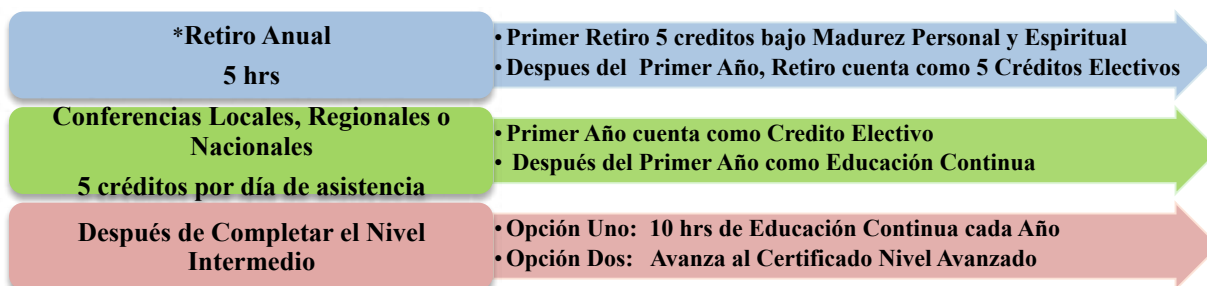 *Retiro Anual
5 hrs
• Primer Retiro 5 creditos bajo Madurez Personal y Espiritual
• Despues del Primer Año, Retiro cuenta como 5 Créditos Electivos
Conferencias Locales, Regionales o
Nacionales
5 créditos por día de asistencia
• Primer Año cuenta como Credito Electivo
• Después del Primer Año como Educación Continua
Después de Completar el Nivel
Intermedio
• Opción Uno: 10 hrs de Educación Continua cada Año
• Opción Dos: Avanza al Certificado Nivel Avanzado